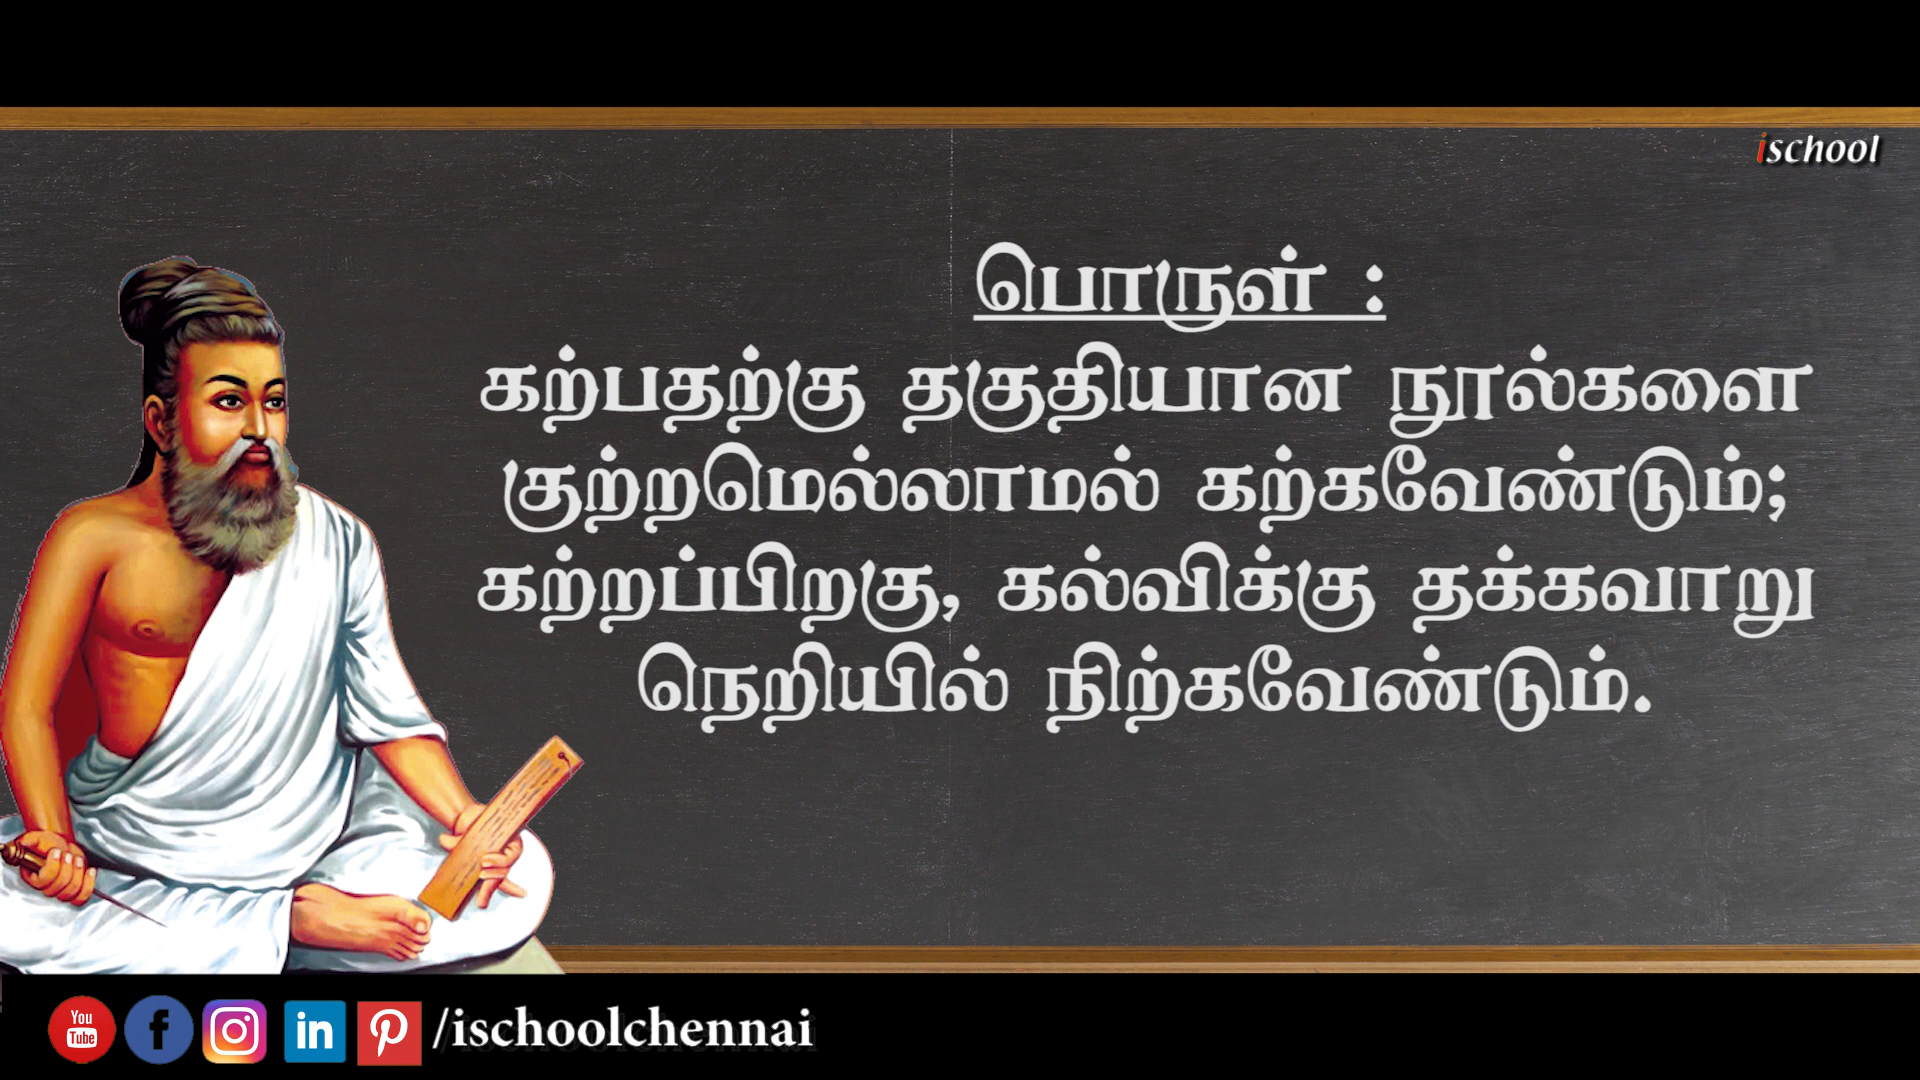 ischool
பொருள் :
கற்பதற்கு தகுதியான நூல்களை
குற்றமெல்லாமல் கற்கவேண்டும்;
கற்றப்பிறகு, கல்விக்கு தக்கவாறு
நெறியில் நிற்கவேண்டும்.
You
Tube
/ischoolchennai